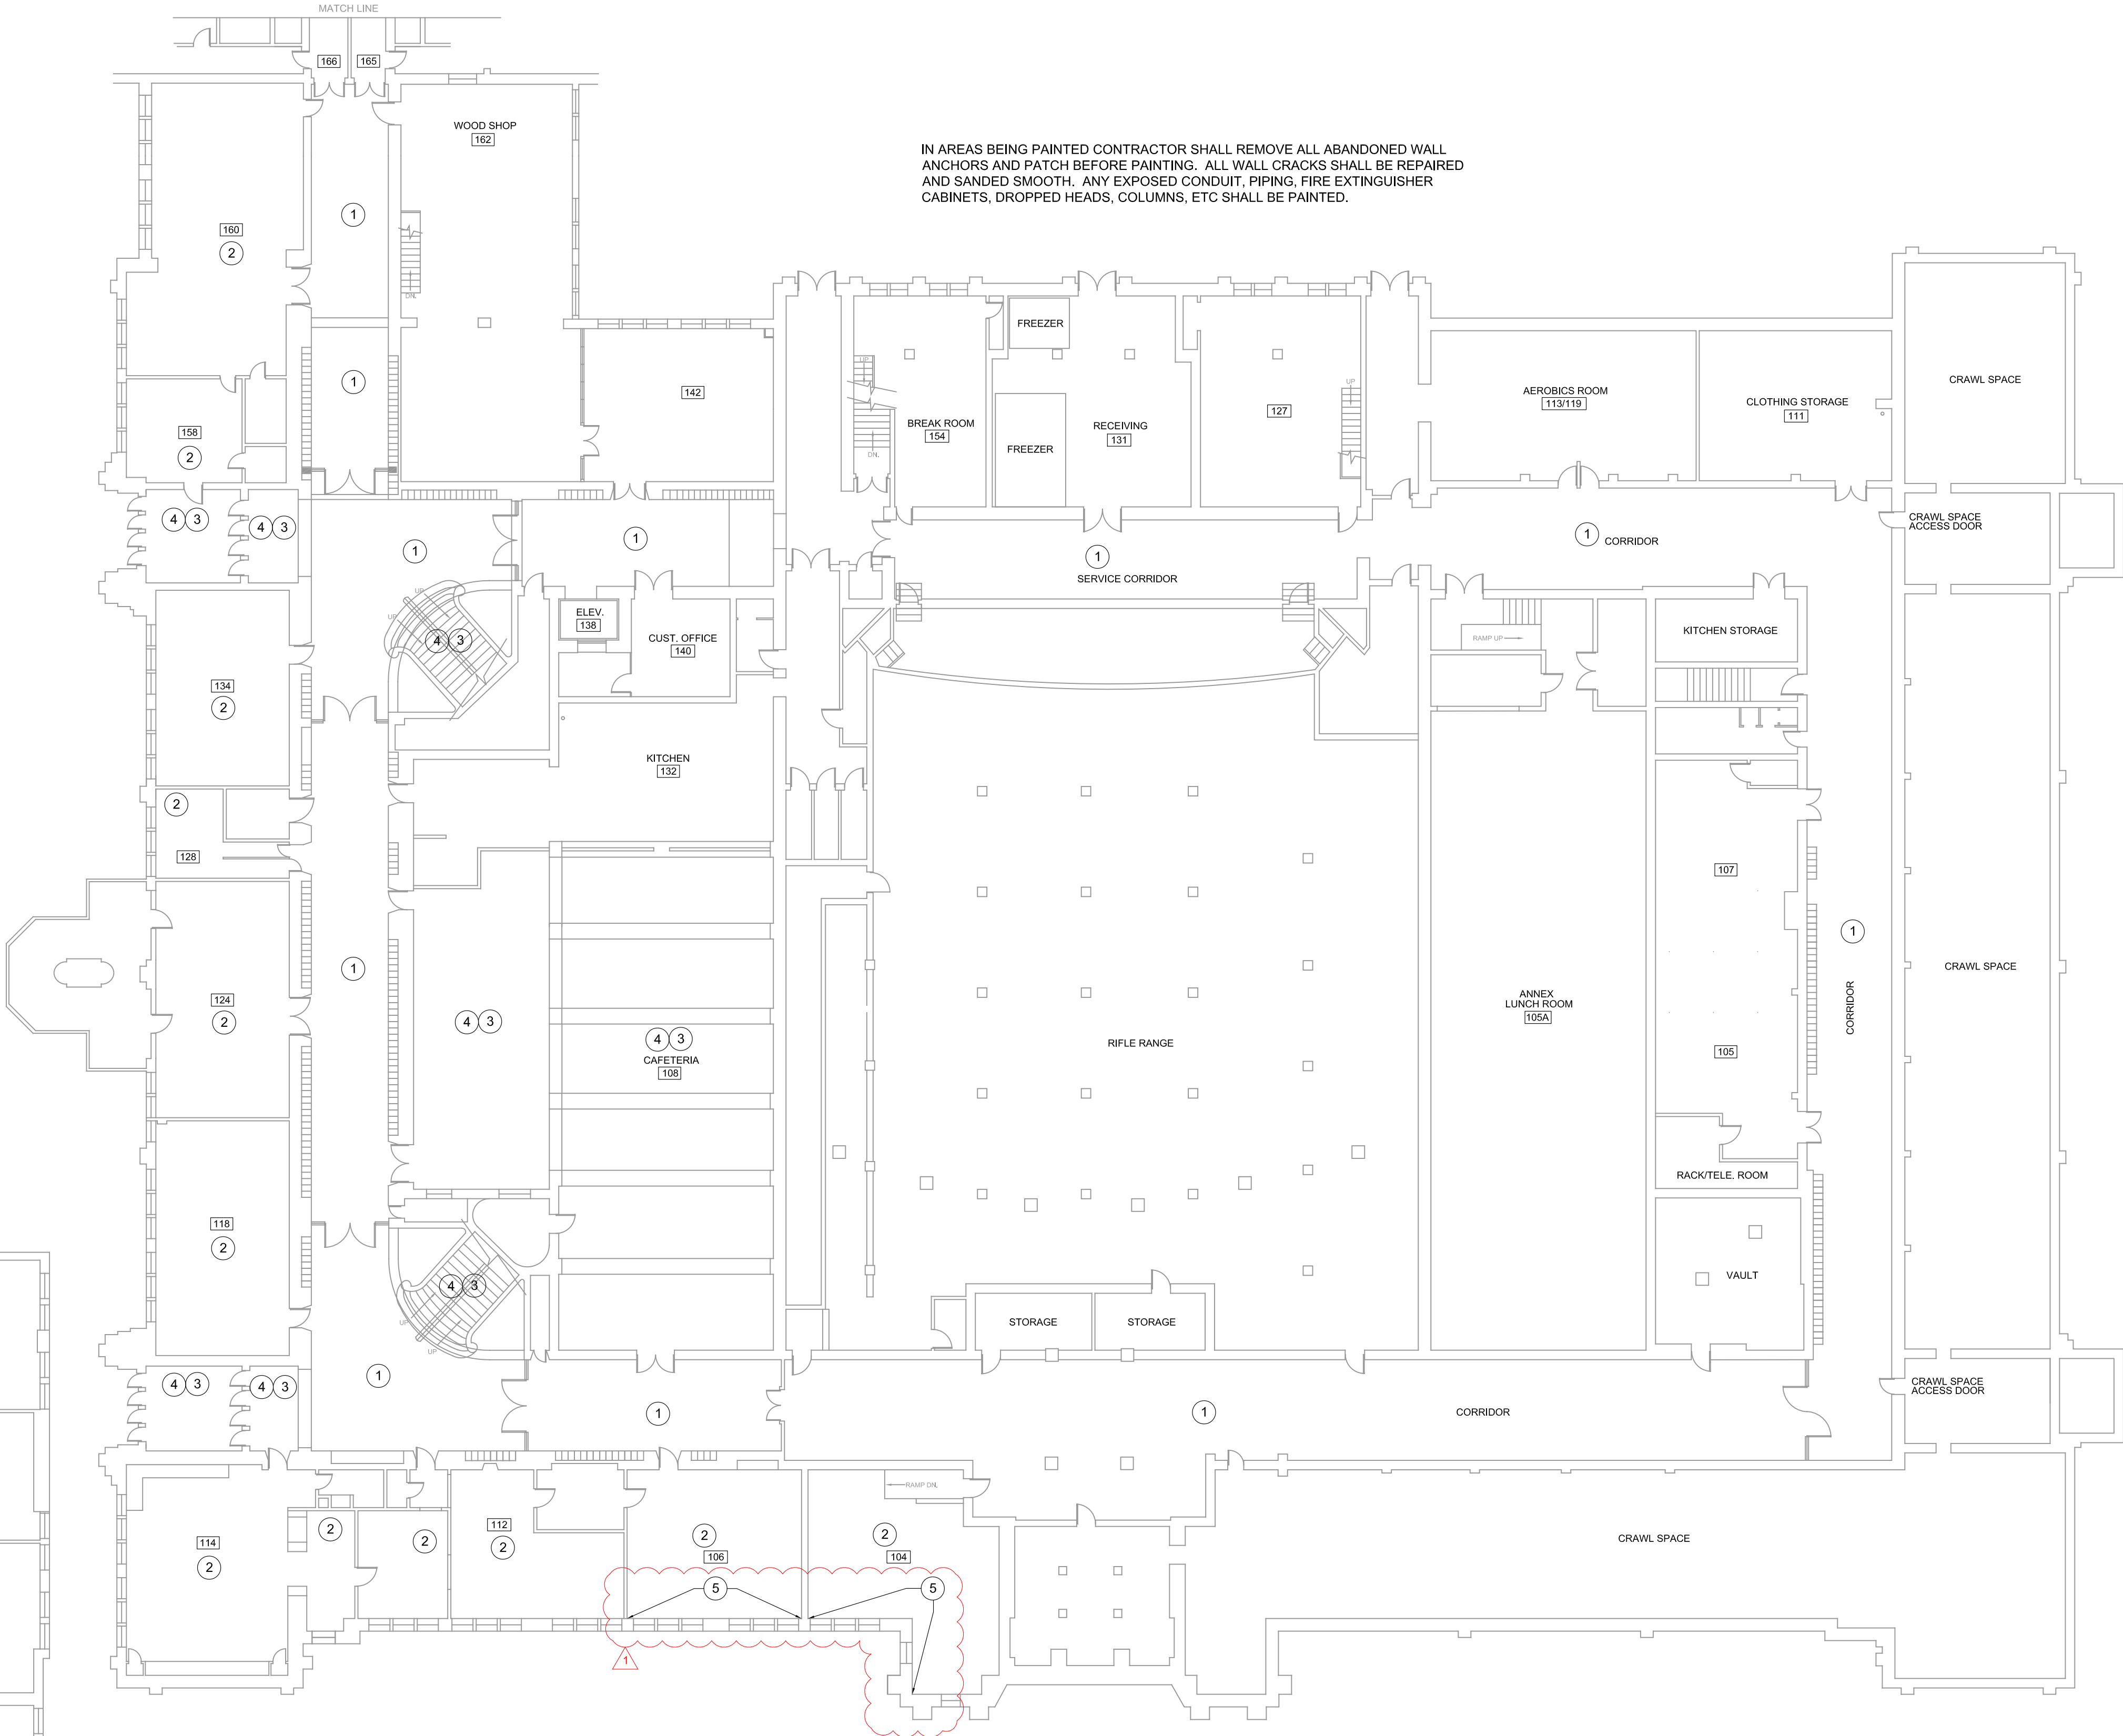 MATCH LINE
166
165
WOOD SHOP
162
IN AREAS BEING PAINTED CONTRACTOR SHALL REMOVE ALL ABANDONED WALL
ANCHORS AND PATCH BEFORE PAINTING. ALL WALL CRACKS SHALL BE REPAIRED
AND SANDED SMOOTH. ANY EXPOSED CONDUIT, PIPING, FIRE EXTINGUISHER
CABINETS, DROPPED HEADS, COLUMNS, ETC SHALL BE PAINTED.
1
160
2
DN.
FREEZER
1
142
UP
BREAK ROOM
154
DN.
FREEZER
RECEIVING
131
127
UP
AEROBICS ROOM
113/119
CLOTHING STORAGE
111
CRAWL SPACE
158
2
4 3
4 3
1
1
1
SERVICE CORRIDOR
1
CORRIDOR
CRAWL SPACE
ACCESS DOOR
UP
UP
4 3
ELEV.
138
CUST. OFFICE
140
RAMP UP
KITCHEN STORAGE
134
2
KITCHEN
132
2
128
107
1
CORRIDOR
1
124
2
4 3
4 3
CAFETERIA
108
RIFLE RANGE
ANNEX
LUNCH ROOM
105A
105
CRAWL SPACE
RACK/TELE. ROOM
118
2
4 3
UP
UP
STORAGE
STORAGE
VAULT
4 3
4 3
1
1
1
CORRIDOR
CRAWL SPACE
ACCESS DOOR
RAMP DN.
114
2
2
2
112
2
2
106
2
104
5
5
1
CRAWL SPACE